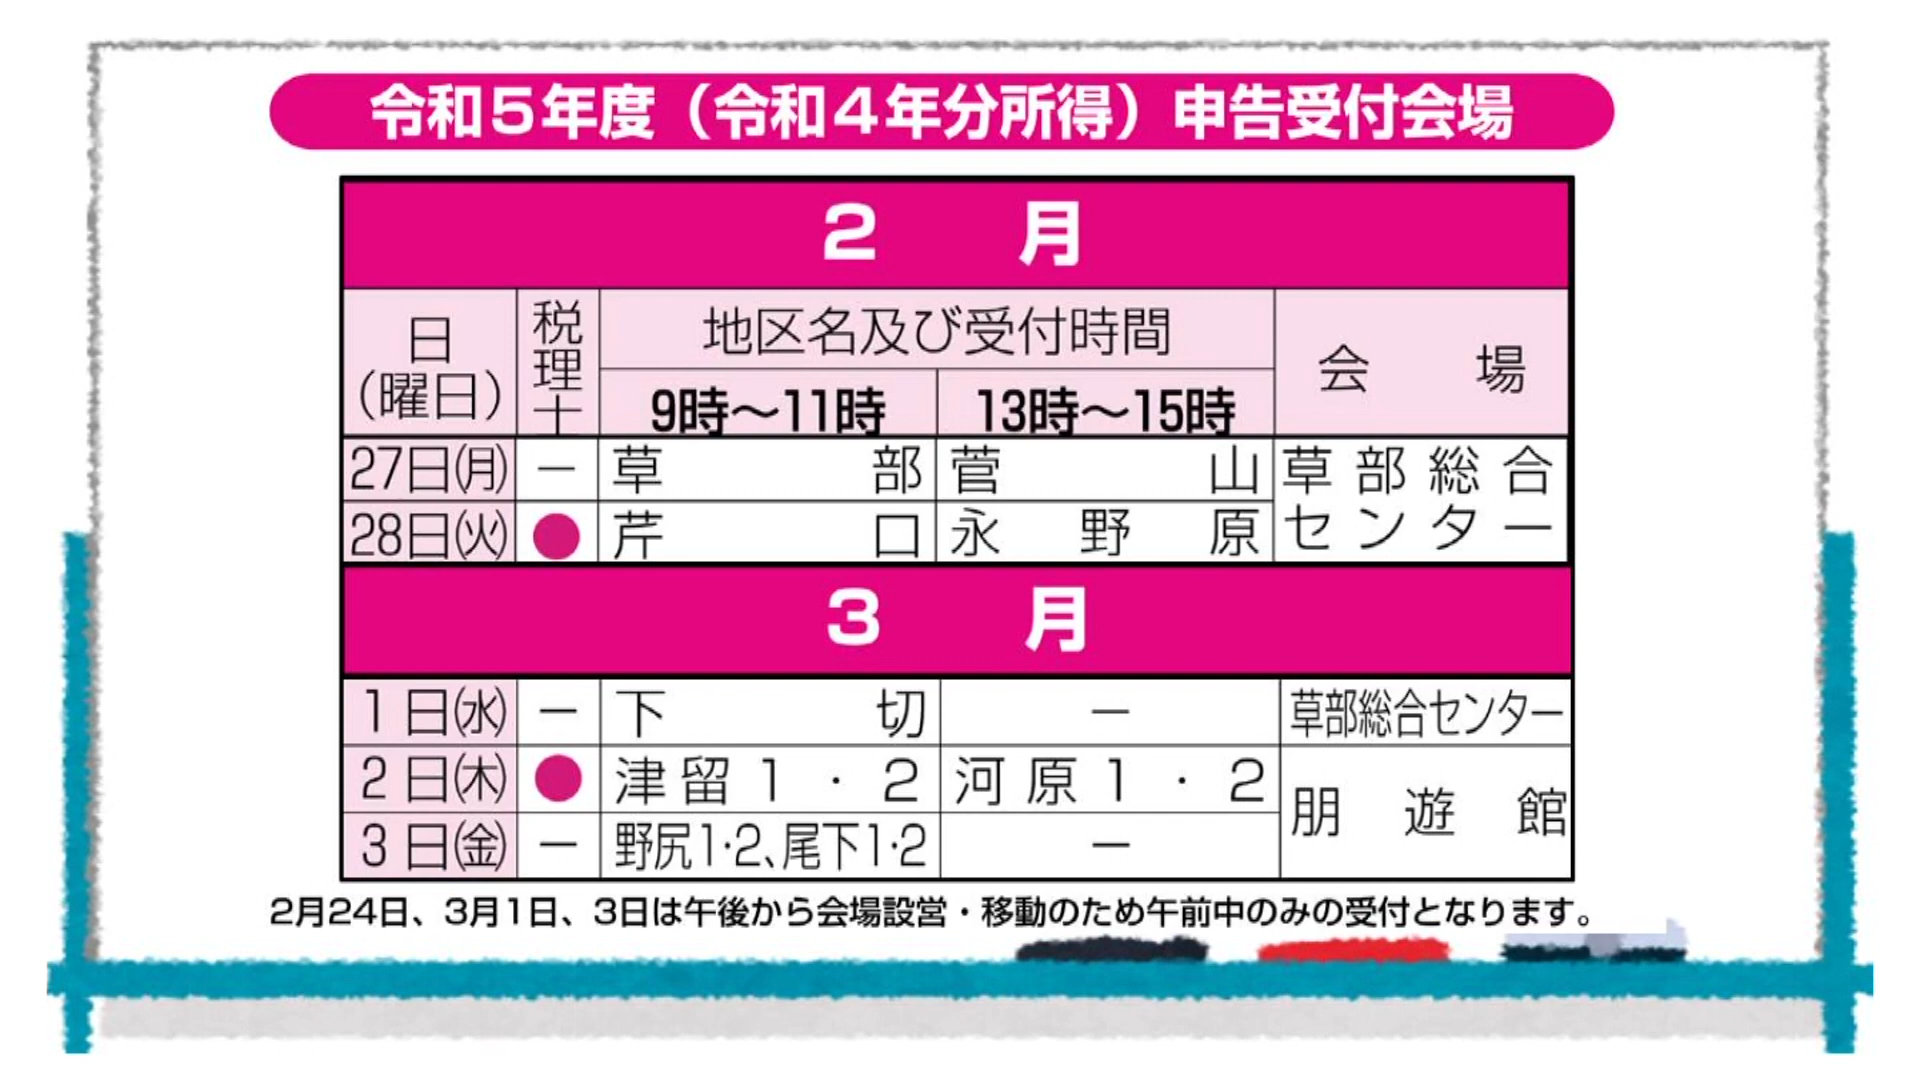 令和5年度（令和4年分所得）申告受付会場
2月
日（曜日） 税理士 地区名及び受付時間 会場
9時〜11時 13時〜15時
27日(月) － 草部 菅山 草部総合センター
28日(火) ● 芹口 永野原
3月
1日(水) － 下切 － 草部総合センター
2日(木) ● 津留1・2 河原1・2 朋遊館
3日(金) － 野尻1・2、尾下1・2 －
2月24日、3月1日、3日は午後から会場設営・移動のため午前中のみの受付となります。